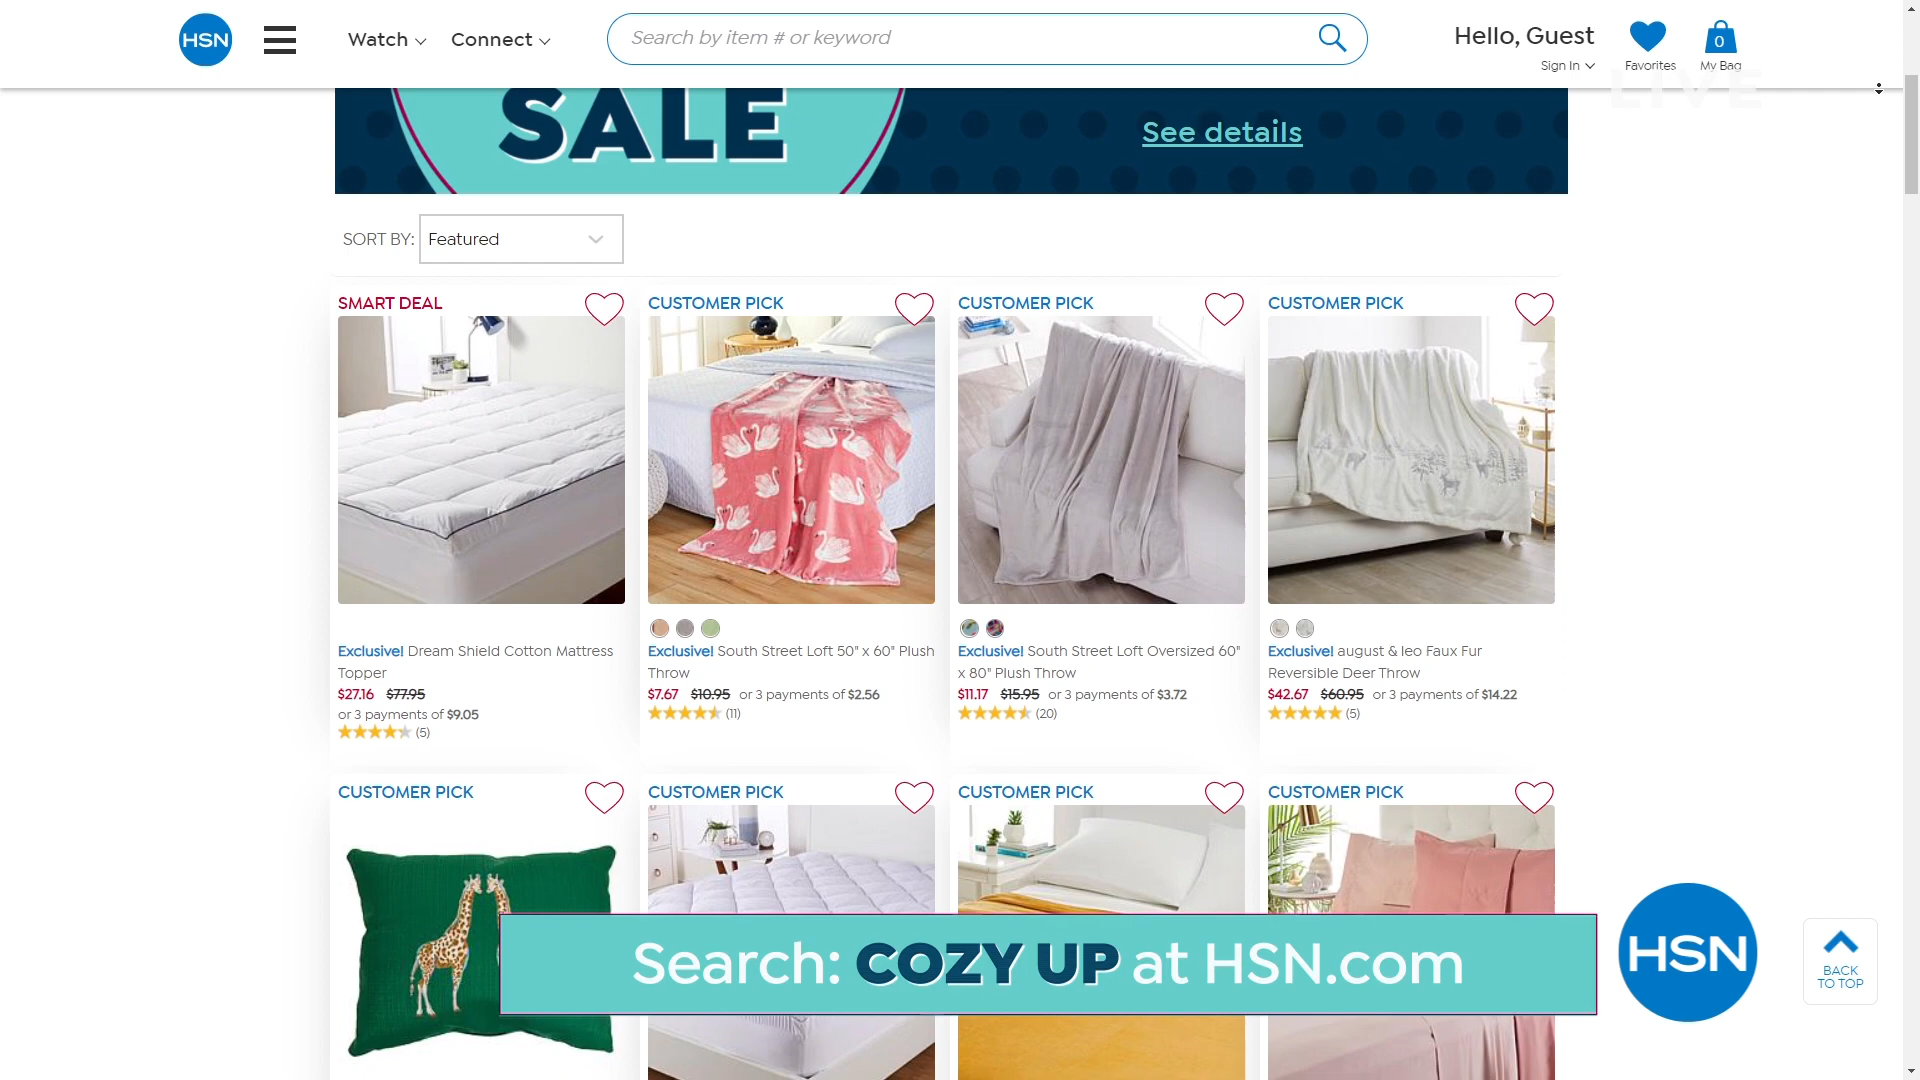 HSN
Watch
Connect
Search by item # or keyword
Hello, Guest
Sign In
Favorites
0
My Bag
LIVE
SALE
See details
SORT BY: Featured
SMART DEAL
CUSTOMER PICK
CUSTOMER PICK
CUSTOMER PICK
Exclusive! Dream Shield Cotton Mattress
Topper
$27.16 $77.95
or 3 payments of $9.05
(5)
Exclusive! South Street Loft 50" x 60" Plush
Throw
$7.67 $10.95 or 3 payments of $2.56
(11)
Exclusive! South Street Loft Oversized 60"
x 80" Plush Throw
$11.17 $15.95 or 3 payments of $3.72
(20)
Exclusive! august & leo Faux Fur
Reversible Deer Throw
$42.67 $60.95 or 3 payments of $14.22
(5)
CUSTOMER PICK
CUSTOMER PICK
CUSTOMER PICK
CUSTOMER PICK
Search: COZY UP at HSN.com
HSN
BACK
TO TOP